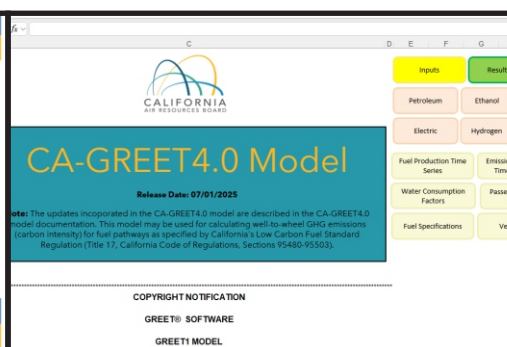 fx
C D E F G
CALIFORNIA
AIR RESOURCES BOARD
CA-GREET4.0 Model
Release Date: 07/01/2025
ote: The updates incoporated in the CA-GREET4.0 model are described in the CA-GREET4.0
model documentation. This model may be used for calculating well-to-wheel GHG emissions
(carbon intensity) for fuel pathways as specified by California's Low Carbon Fuel Standard
Regulation (Title 17, California Code of Regulations, Sections 95480-95503).
COPYRIGHT NOTIFICATION
GREET® SOFTWARE
GREET1 MODEL
Inputs Result
Petroleum Ethanol
Electric Hydrogen
Fuel Production Time
Series
Emissi
Time
Water Consumption
Factors
Passe
Fuel Specifications Ve